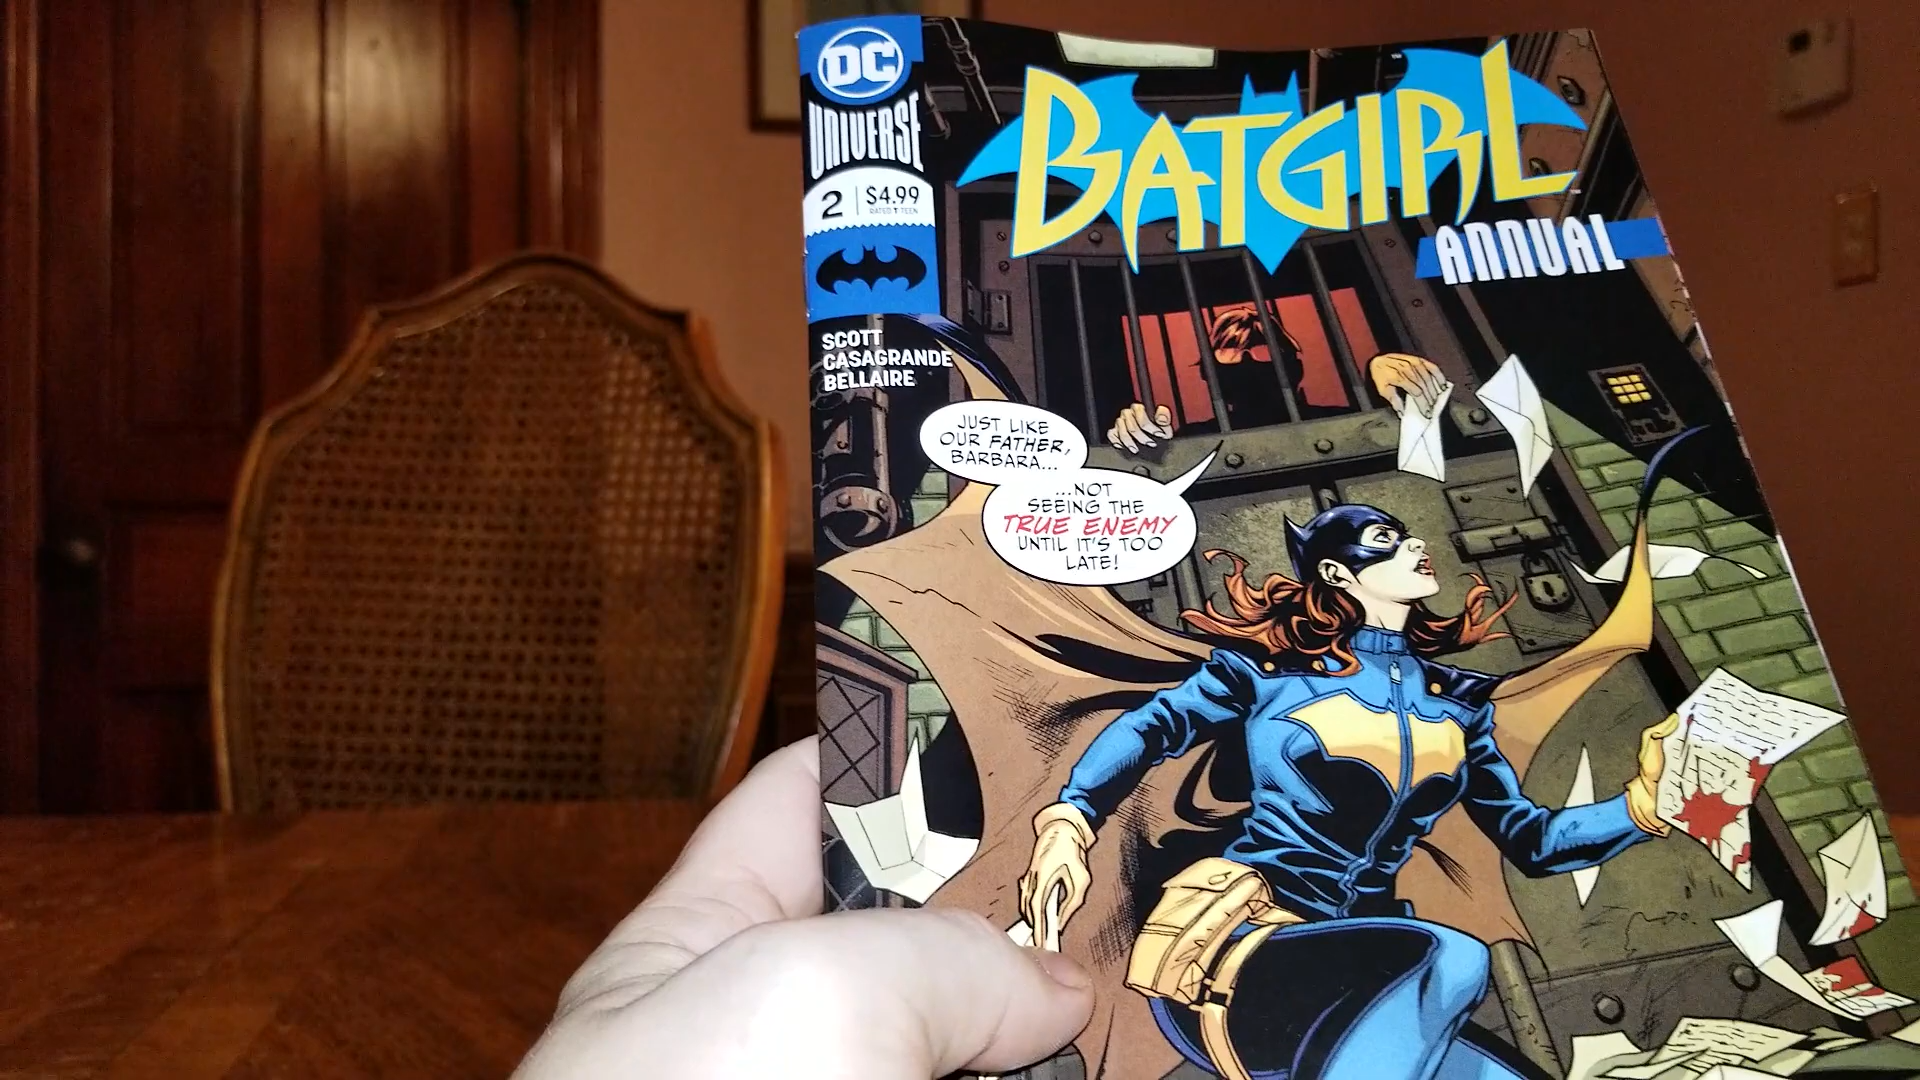 DC
UNIVERSE
2 $4.99
RATED T TEEN
BATGIRL
ANNUAL
SCOTT
CASAGRANDE
BELLAIRE
JUST LIKE
OUR FATHER,
BARBARA...
...NOT
SEEING THE
TRUE ENEMY
UNTIL IT'S TOO
LATE!